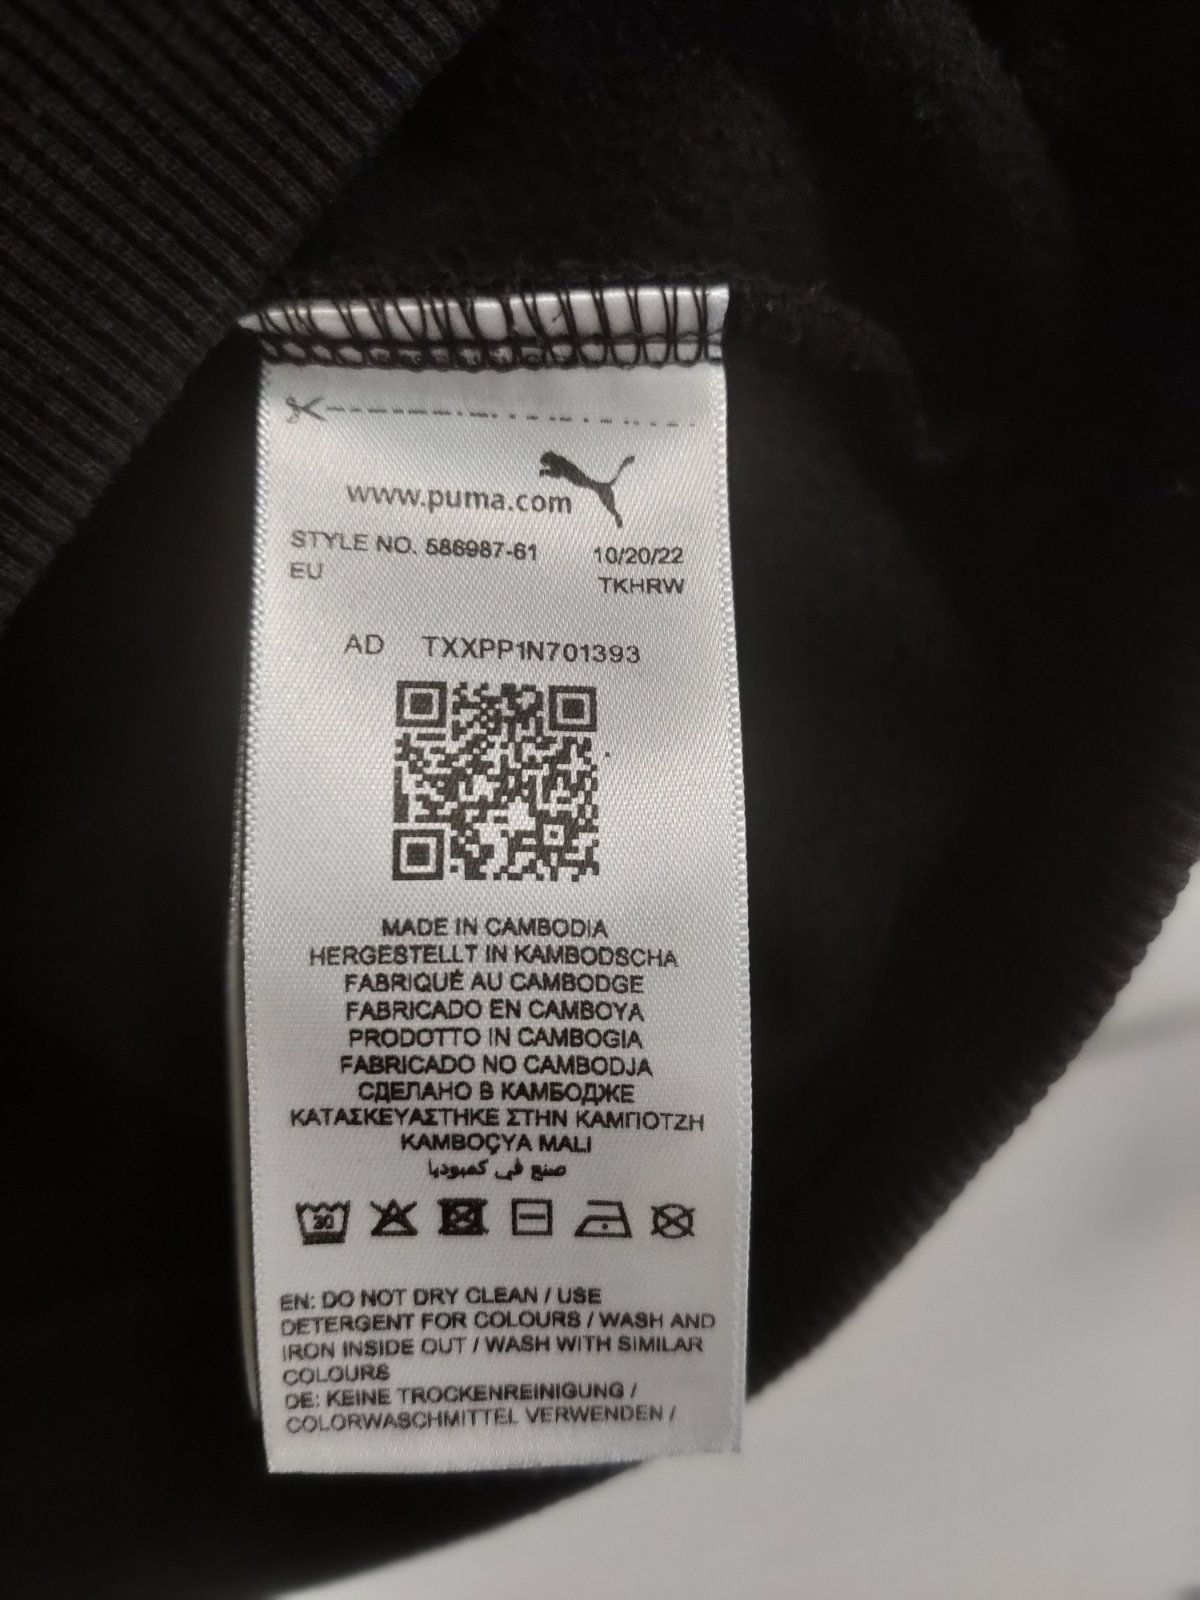 www.puma.com
STYLE NO. 586987-61 10/20/22
EU TKHRW
AD TXXPP1N701393
MADE IN CAMBODIA
HERGESTELLT IN KAMBODSCHA
FABRIQUÉ AU CAMBODGE
FABRICADO EN CAMBOYA
PRODOTTO IN CAMBOGIA
FABRICADO NO CAMBODJA
СДЕЛАНО В КАМБОДЖЕ
ΚΑΤΑΣΚΕΥΑΣΤΗΚΕ ΣΤΗΝ ΚΑΜΠΟΤΖΗ
KAMBOÇYA MALI
صنع في كمبوديا
30
EN: DO NOT DRY CLEAN / USE
DETERGENT FOR COLOURS / WASH AND
IRON INSIDE OUT / WASH WITH SIMILAR
COLOURS
DE: KEINE TROCKENREINIGUNG /
COLORWASCHMITTEL VERWENDEN /